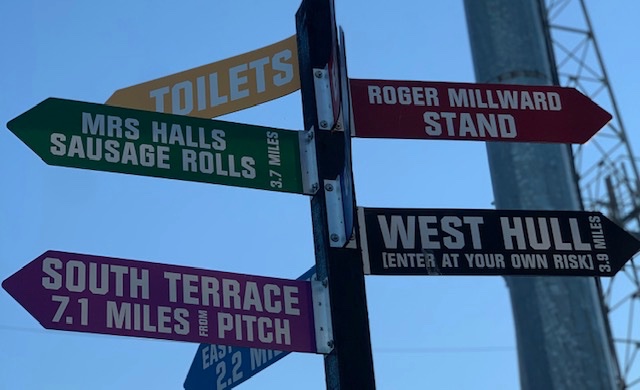 TOILETS
MRS HALLS
SAUSAGE ROLLS
3.7 MILES
ROGER MILLWARD
STAND
WEST HULL
(ENTER AT YOUR OWN RISK)
3.9 MILES
SOUTH TERRACE
7.1 MILES FROM PITCH
EAST
2.2 MILES